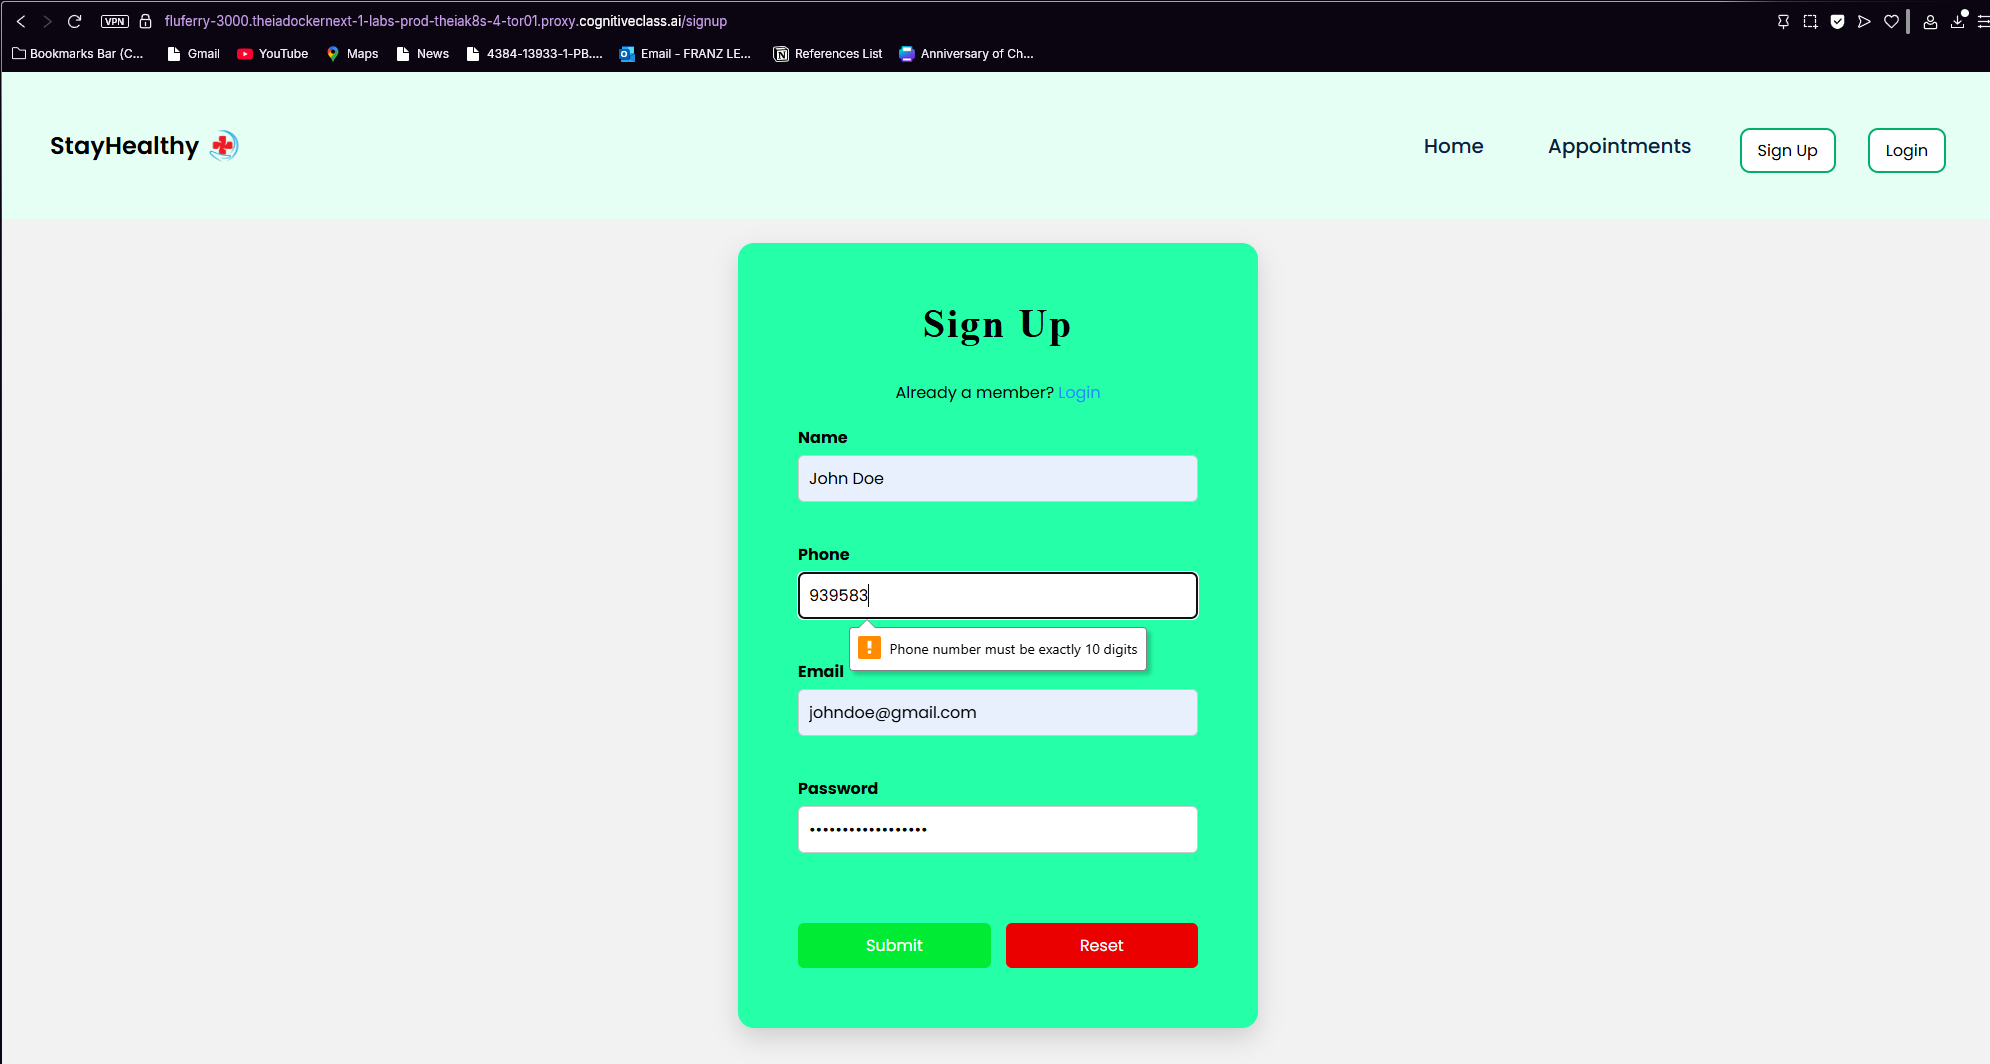 VPN fluferry-3000.theiadockernext-1-labs-prod-theiak8s-4-tor01.proxy.cognitiveclass.ai/signup
Bookmarks Bar (C... Gmail YouTube Maps News 4384-13933-1-PB.... Email - FRANZ LE... References List Anniversary of Ch...
StayHealthy Home Appointments Sign Up Login
Sign Up
Already a member? Login
Name
John Doe
Phone
939583
Phone number must be exactly 10 digits
Email
johndoe@gmail.com
Password
••••••••••••••••••
Submit Reset